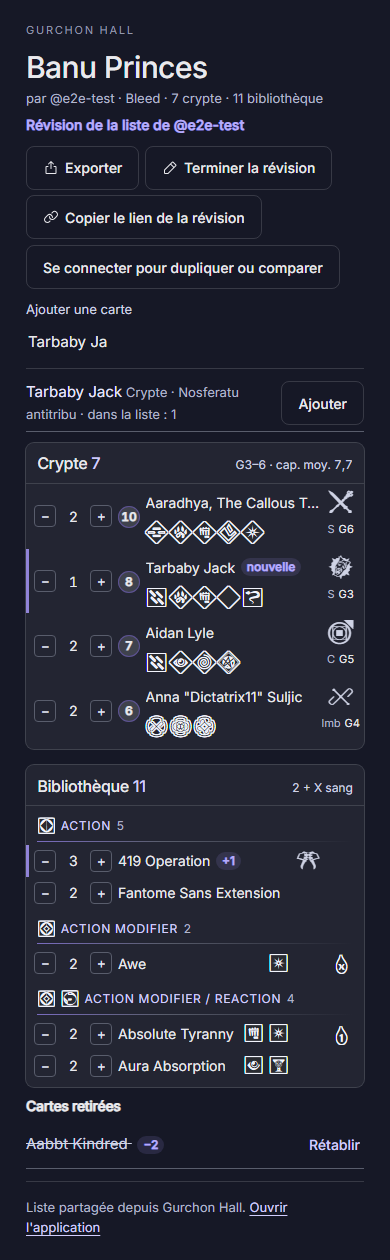 GURCHON HALL
Banu Princes
par @e2e-test · Bleed · 7 crypte · 11 bibliothèque
Révision de la liste de @e2e-test
Exporter
Terminer la révision
Copier le lien de la révision
Se connecter pour dupliquer ou comparer
Ajouter une carte
Tarbaby Ja
Tarbaby Jack Crypte · Nosferatu
antitribu · dans la liste : 1
Ajouter
Crypte 7
G3–6 · cap. moy. 7,7
− 2 + 10 Aaradhya, The Callous T...
S G6
− 1 + 8 Tarbaby Jack nouvelle
S G3
− 2 + 7 Aidan Lyle
C G5
− 2 + 6 Anna "Dictatrix11" Suljic
Imb G4
Bibliothèque 11
2 + X sang
ACTION 5
− 3 + 419 Operation +1
− 2 + Fantome Sans Extension
ACTION MODIFIER 2
− 2 + Awe X
ACTION MODIFIER / REACTION 4
− 2 + Absolute Tyranny 1
− 2 + Aura Absorption
Cartes retirées
Aabbt Kindred −2
Rétablir
Liste partagée depuis Gurchon Hall. Ouvrir
l'application